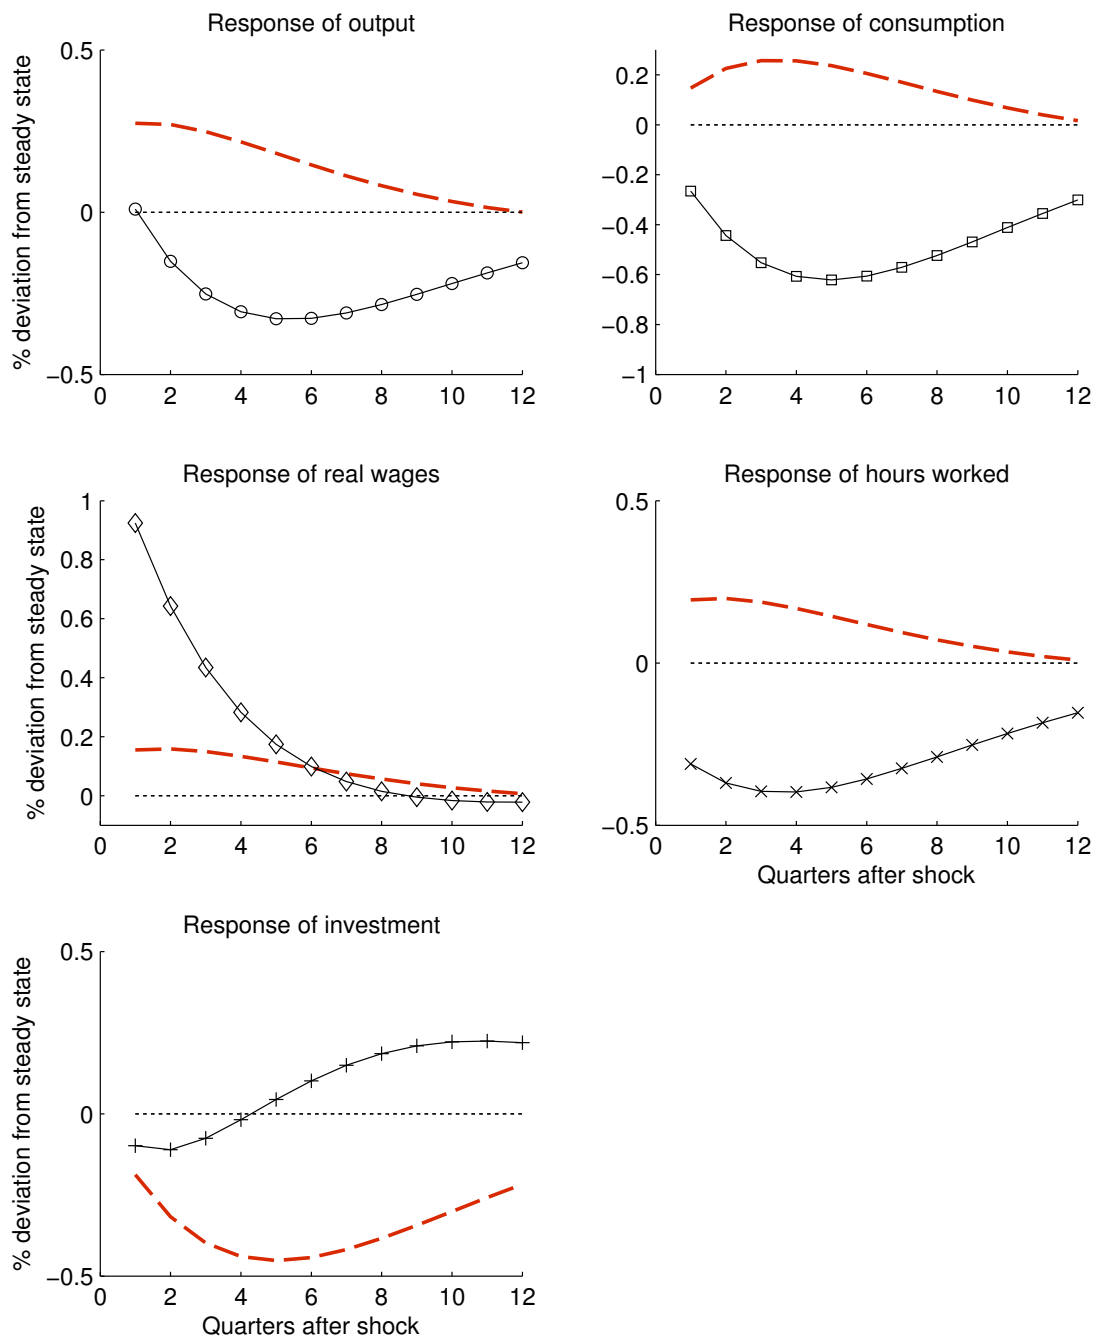 Response of output
% deviation from steady state
0.5
0
−0.5
0 2 4 6 8 10 12
Response of consumption
0.2
0
−0.2
−0.4
−0.6
−0.8
−1
0 2 4 6 8 10 12
Response of real wages
% deviation from steady state
1
0.8
0.6
0.4
0.2
0
0 2 4 6 8 10 12
Response of hours worked
0.5
0
−0.5
0 2 4 6 8 10 12
Quarters after shock
Response of investment
% deviation from steady state
0.5
0
−0.5
0 2 4 6 8 10 12
Quarters after shock